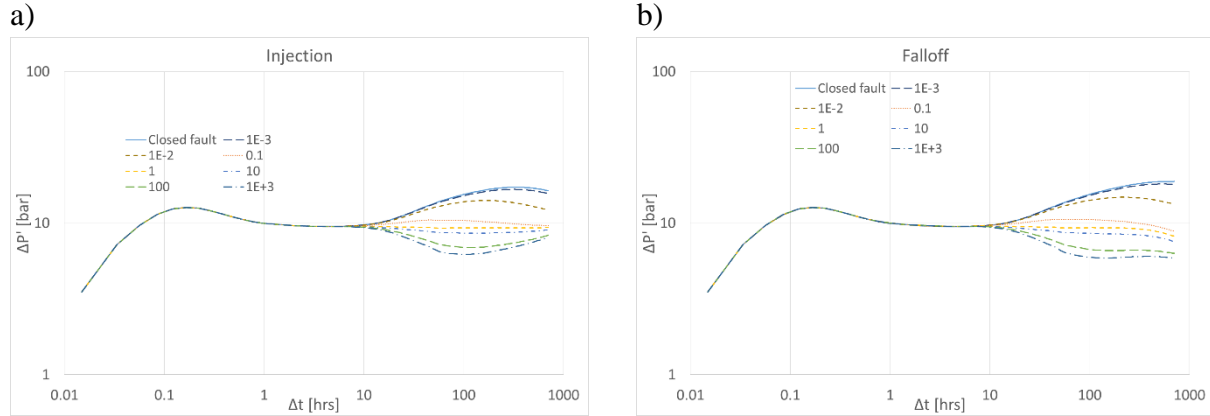 a)
Injection
100
10
1
ΔP' [bar]
Closed fault 1E-3
1E-2 0.1
1 10
100 1E+3
0.01 0.1 1 10 100 1000
Δt [hrs]
b)
Falloff
100
10
1
ΔP' [bar]
Closed fault 1E-3
1E-2 0.1
1 10
100 1E+3
0.01 0.1 1 10 100 1000
Δt [hrs]